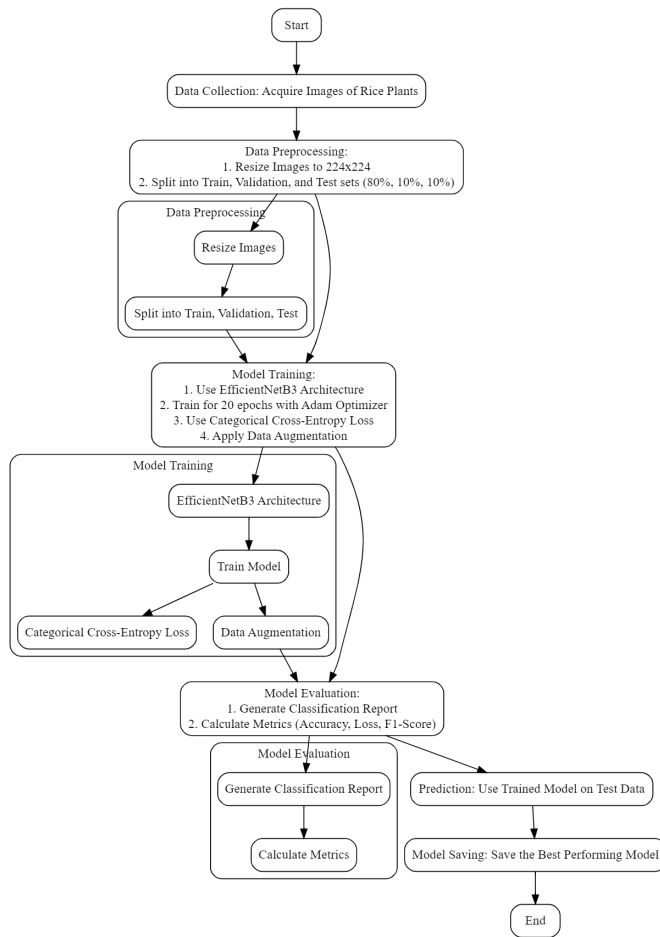 Start
Data Collection: Acquire Images of Rice Plants
Data Preprocessing:
1. Resize Images to 224x224
2. Split into Train, Validation, and Test sets (80%, 10%, 10%)
Data Preprocessing
Resize Images
Split into Train, Validation, Test
Model Training:
1. Use EfficientNetB3 Architecture
2. Train for 20 epochs with Adam Optimizer
3. Use Categorical Cross-Entropy Loss
4. Apply Data Augmentation
Model Training
EfficientNetB3 Architecture
Train Model
Categorical Cross-Entropy Loss
Data Augmentation
Model Evaluation:
1. Generate Classification Report
2. Calculate Metrics (Accuracy, Loss, F1-Score)
Model Evaluation
Generate Classification Report
Calculate Metrics
Prediction: Use Trained Model on Test Data
Model Saving: Save the Best Performing Model
End